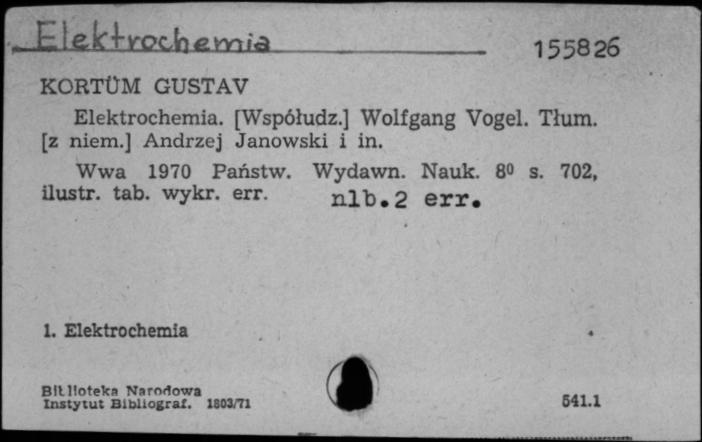 Elektrochemia
155826
KORTÜM GUSTAV
Elektrochemia. [Współudz.] Wolfgang Vogel. Tłum.
[z niem.] Andrzej Janowski i in.
Wwa 1970 Państw. Wydawn. Nauk. 8⁰ s. 702,
ilustr. tab. wykr. err. nlb.2 err.
1. Elektrochemia
Biblioteka Narodowa
Instytut Bibliograf. 1803/71
541.1